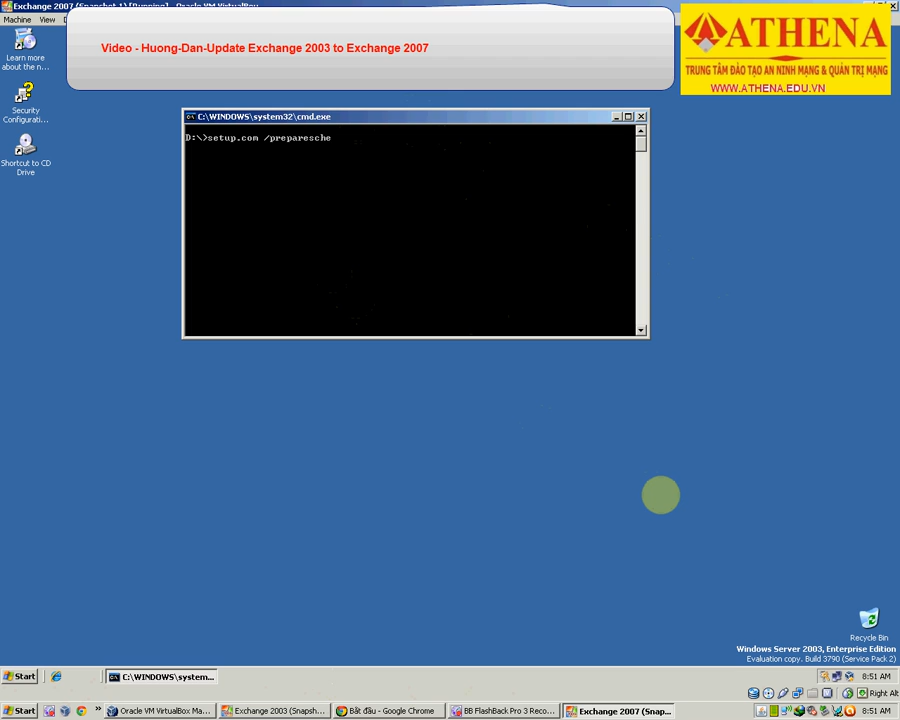 Exchange 2007 (Snapshot 1) [Running] - Oracle VM VirtualBox
Machine View
Video - Huong-Dan-Update Exchange 2003 to Exchange 2007
ATHENA
TRUNG TÂM ĐÀO TẠO AN NINH MẠNG & QUẢN TRỊ MẠNG
WWW.ATHENA.EDU.VN
Learn more
about the n...
Security
Configurati...
Shortcut to CD
Drive
C:\WINDOWS\system32\cmd.exe
D:\>setup.com /preparesche
Recycle Bin
Windows Server 2003, Enterprise Edition
Evaluation copy. Build 3790 (Service Pack 2)
Start
C:\WINDOWS\system...
8:51 AM
Right Alt
Start
Oracle VM VirtualBox Ma...
Exchange 2003 (Snapsh...
Bắt đầu - Google Chrome
BB FlashBack Pro 3 Reco...
Exchange 2007 (Snap...
8:51 AM